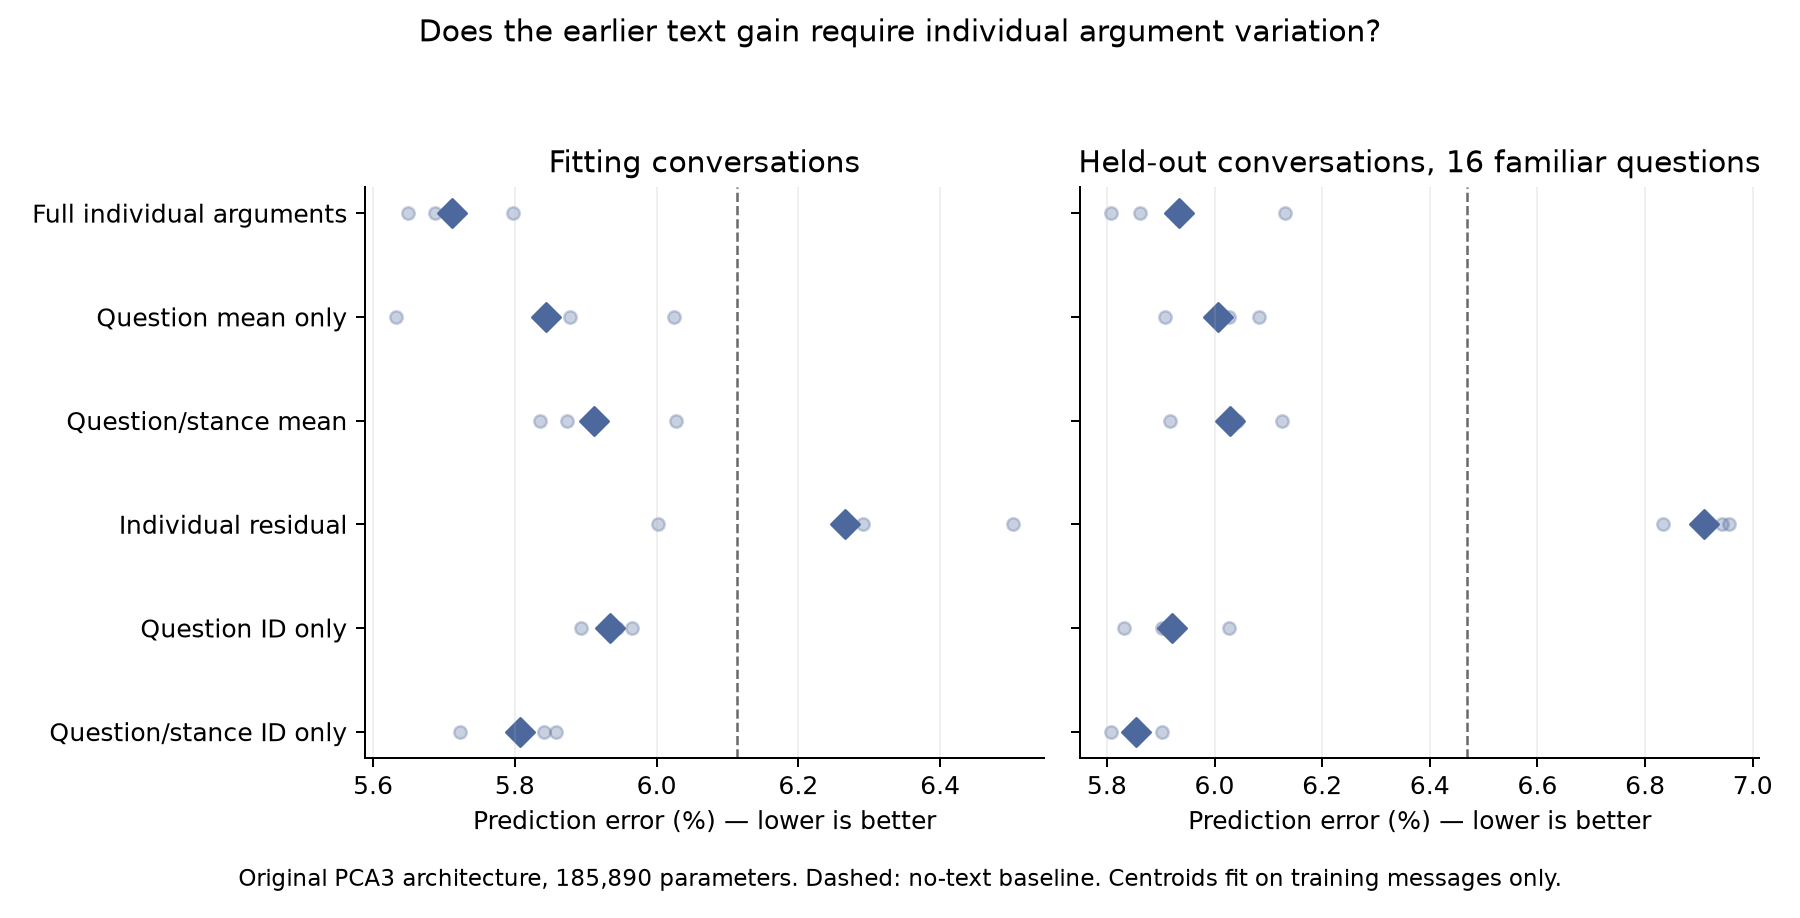 Does the earlier text gain require individual argument variation?
Fitting conversations
Held-out conversations, 16 familiar questions
Full individual arguments
Question mean only
Question/stance mean
Individual residual
Question ID only
Question/stance ID only
5.6 5.8 6.0 6.2 6.4
5.8 6.0 6.2 6.4 6.6 6.8 7.0
Prediction error (%) — lower is better
Prediction error (%) — lower is better
Original PCA3 architecture, 185,890 parameters. Dashed: no-text baseline. Centroids fit on training messages only.